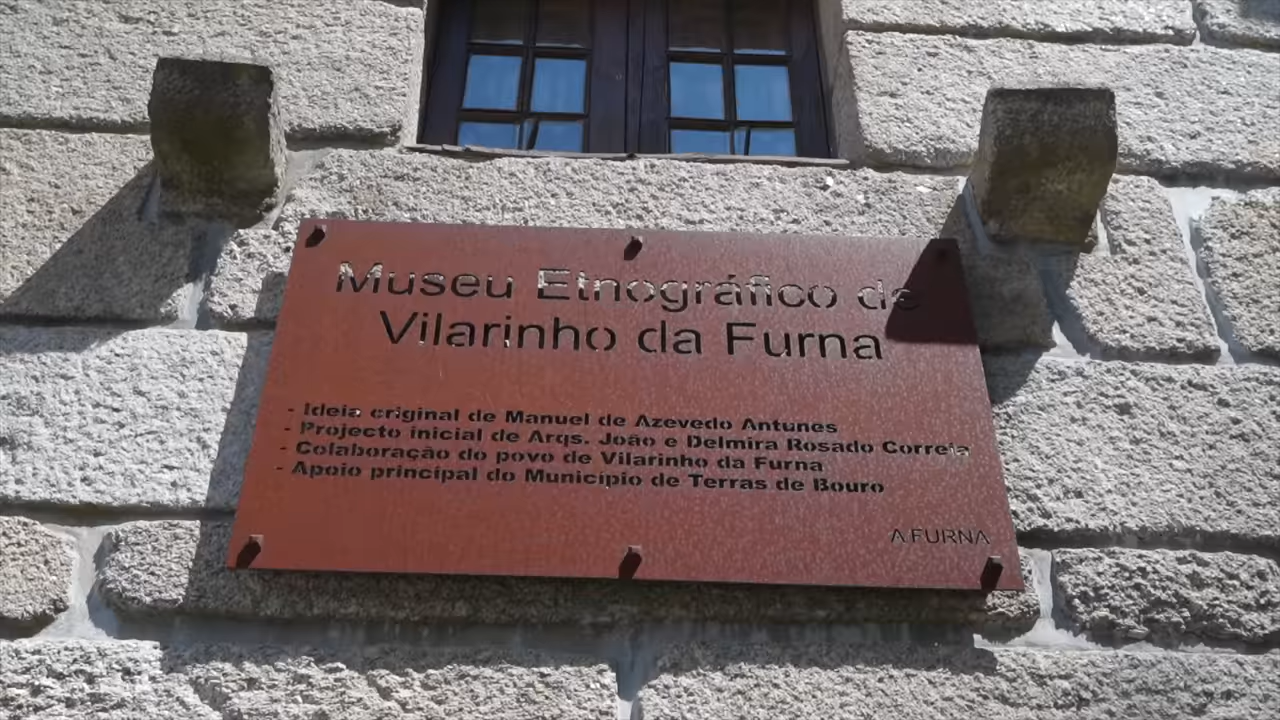 Museu Etnográfico de
Vilarinho da Furna
- Ideia original de Manuel de Azevedo Antunes
- Projecto inicial de Arqs. João e Delmira Rosado Correia
- Colaboração do povo de Vilarinho da Furna
- Apoio principal do Município de Terras de Bouro
AFURNA